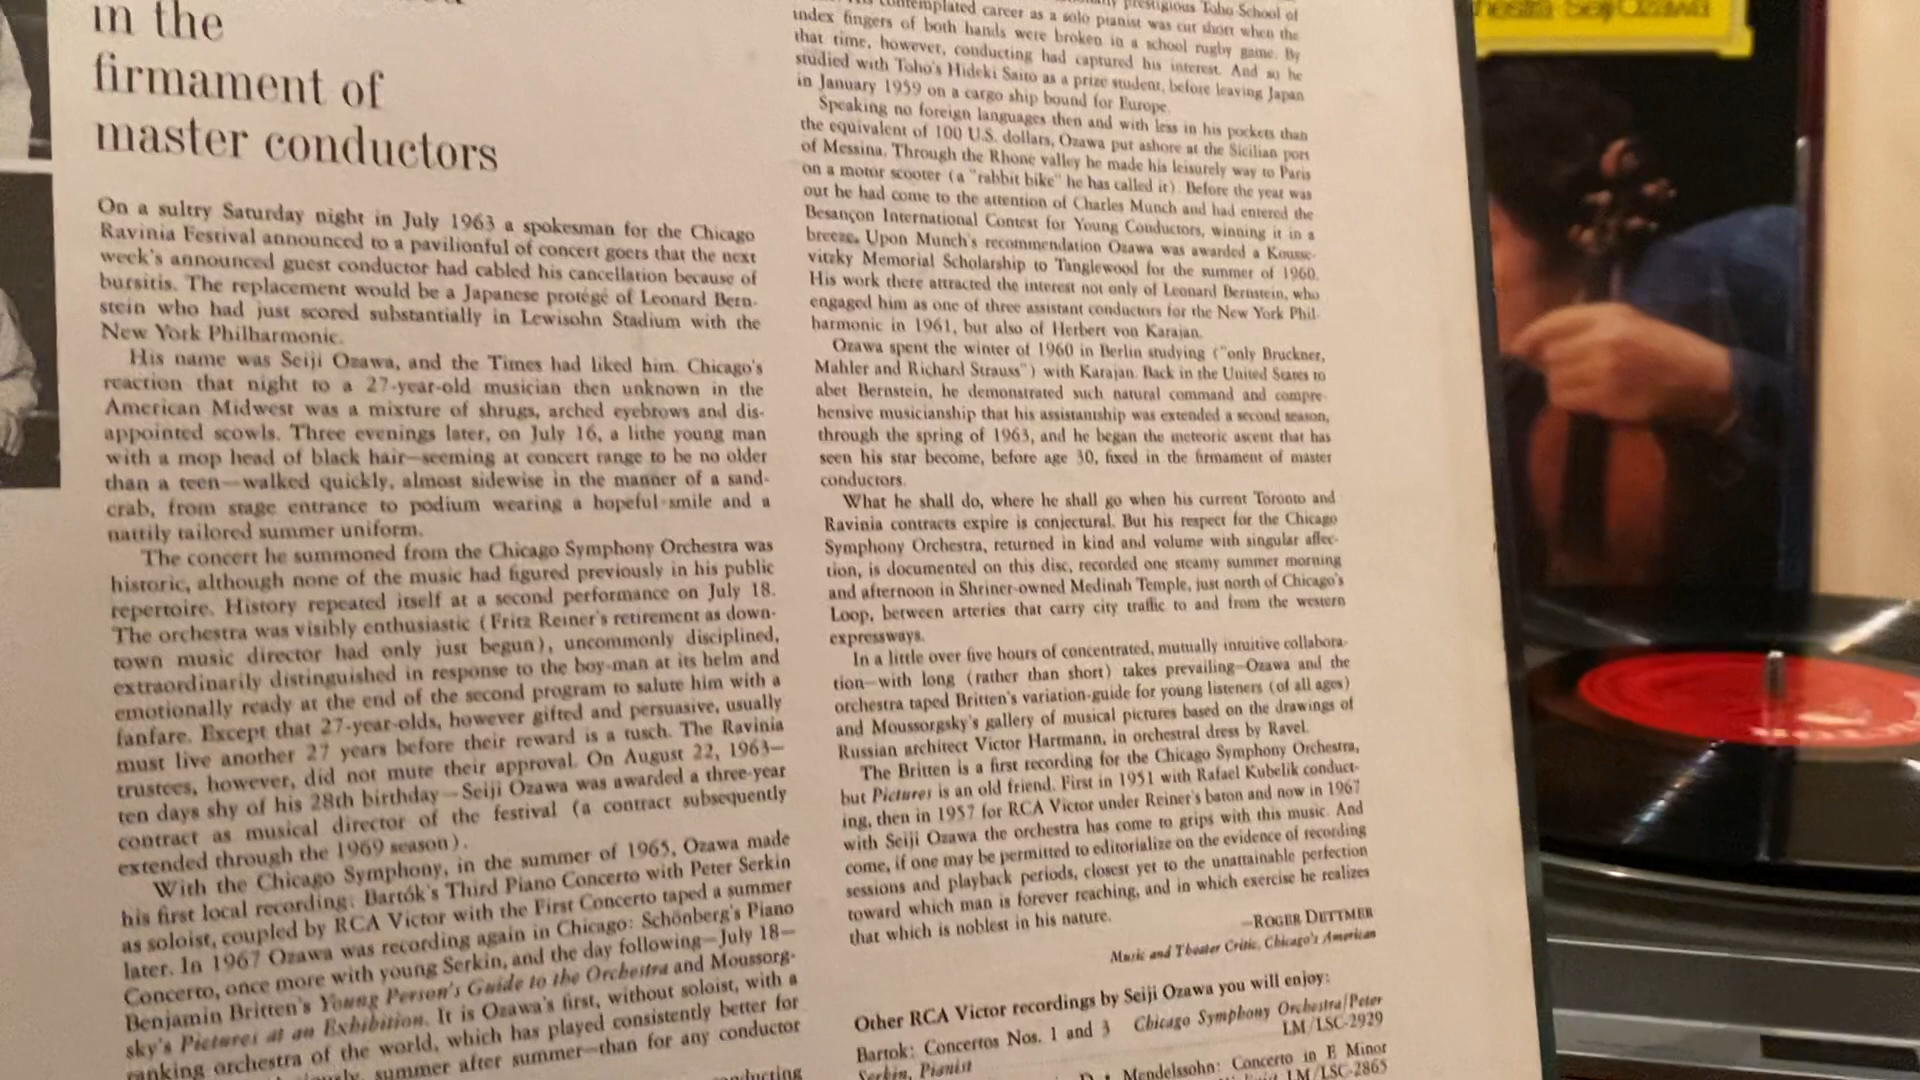 in the
firmament of
master conductors
On a sultry Saturday night in July 1963 a spokesman for the Chicago
Ravinia Festival announced to a pavilionful of concert goers that the next
week's announced guest conductor had cabled his cancellation because of
bursitis. The replacement would be a Japanese protégé of Leonard Bern-
stein who had just scored substantially in Lewisohn Stadium with the
New York Philharmonic.
His name was Seiji Ozawa, and the Times had liked him. Chicago's
reaction that night to a 27-year-old musician then unknown in the
American Midwest was a mixture of shrugs, arched eyebrows and dis-
appointed scowls. Three evenings later, on July 16, a lithe young man
with a mop head of black hair—seeming at concert range to be no older
than a teen—walked quickly, almost sidewise in the manner of a sand-
crab, from stage entrance to podium wearing a hopeful smile and a
nattily tailored summer uniform.
The concert he summoned from the Chicago Symphony Orchestra was
historic, although none of the music had figured previously in his public
repertoire. History repeated itself at a second performance on July 18.
The orchestra was visibly enthusiastic (Fritz Reiner's retirement as down-
town music director had only just begun), uncommonly disciplined,
extraordinarily distinguished in response to the boy-man at its helm and
emotionally ready at the end of the second program to salute him with a
fanfare. Except that 27-year-olds, however gifted and persuasive, usually
must live another 27 years before their reward is a tusch. The Ravinia
trustees, however, did not mute their approval. On August 22, 1963—
ten days shy of his 28th birthday—Seiji Ozawa was awarded a three-year
contract as musical director of the festival (a contract subsequently
extended through the 1969 season).
With the Chicago Symphony, in the summer of 1965, Ozawa made
his first local recording: Bartók's Third Piano Concerto with Peter Serkin
as soloist, coupled by RCA Victor with the First Concerto taped a summer
later. In 1967 Ozawa was recording again in Chicago: Schönberg's Piano
Concerto, once more with young Serkin, and the day following—July 18—
Benjamin Britten's Young Person's Guide to the Orchestra and Moussorg-
sky's Pictures at an Exhibition. It is Ozawa's first, without soloist, with a
ranking orchestra of the world, which has played consistently better for
summer after summer—than for any conductor
prestigious Toho School of
contemplated career as a solo pianist was cut short when the
index fingers of both hands were broken in a school rugby game. By
that time, however, conducting had captured his interest. And so he
studied with Toho's Hideki Saito as a prize student, before leaving Japan
in January 1959 on a cargo ship bound for Europe.
Speaking no foreign languages then and with less in his pockets than
the equivalent of 100 U.S. dollars, Ozawa put ashore at the Sicilian port
of Messina. Through the Rhone valley he made his leisurely way to Paris
on a motor scooter (a "rabbit bike" he has called it). Before the year was
out he had come to the attention of Charles Munch and had entered the
Besançon International Contest for Young Conductors, winning it in a
breeze. Upon Munch's recommendation Ozawa was awarded a Kousse-
vitzky Memorial Scholarship to Tanglewood for the summer of 1960.
His work there attracted the interest not only of Leonard Bernstein, who
engaged him as one of three assistant conductors for the New York Phil-
harmonic in 1961, but also of Herbert von Karajan.
Ozawa spent the winter of 1960 in Berlin studying ("only Bruckner,
Mahler and Richard Strauss") with Karajan. Back in the United States to
abet Bernstein, he demonstrated such natural command and compre-
hensive musicianship that his assistantship was extended a second season,
through the spring of 1963, and he began the meteoric ascent that has
seen his star become, before age 30, fixed in the firmament of master
conductors.
What he shall do, where he shall go when his current Toronto and
Ravinia contracts expire is conjectural. But his respect for the Chicago
Symphony Orchestra, returned in kind and volume with singular affec-
tion, is documented on this disc, recorded one steamy summer morning
and afternoon in Shriner-owned Medinah Temple, just north of Chicago's
Loop, between arteries that carry city traffic to and from the western
expressways.
In a little over five hours of concentrated, mutually intuitive collabora-
tion—with long (rather than short) takes prevailing—Ozawa and the
orchestra taped Britten's variation-guide for young listeners (of all ages)
and Moussorgsky's gallery of musical pictures based on the drawings of
Russian architect Victor Hartmann, in orchestral dress by Ravel.
The Britten is a first recording for the Chicago Symphony Orchestra,
but Pictures is an old friend. First in 1951 with Rafael Kubelik conduct-
ing, then in 1957 for RCA Victor under Reiner's baton and now in 1967
with Seiji Ozawa the orchestra has come to grips with this music. And
come, if one may be permitted to editorialize on the evidence of recording
sessions and playback periods, closest yet to the unattainable perfection
toward which man is forever reaching, and in which exercise he realizes
that which is noblest in his nature.
—ROGER DETTMER
Music and Theater Critic, Chicago's American
Other RCA Victor recordings by Seiji Ozawa you will enjoy:
Bartok: Concertos Nos. 1 and 3 Chicago Symphony Orchestra/Peter
Serkin, Pianist LM/LSC-2929
Mendelssohn: Concerto in E Minor
LM/LSC-2865